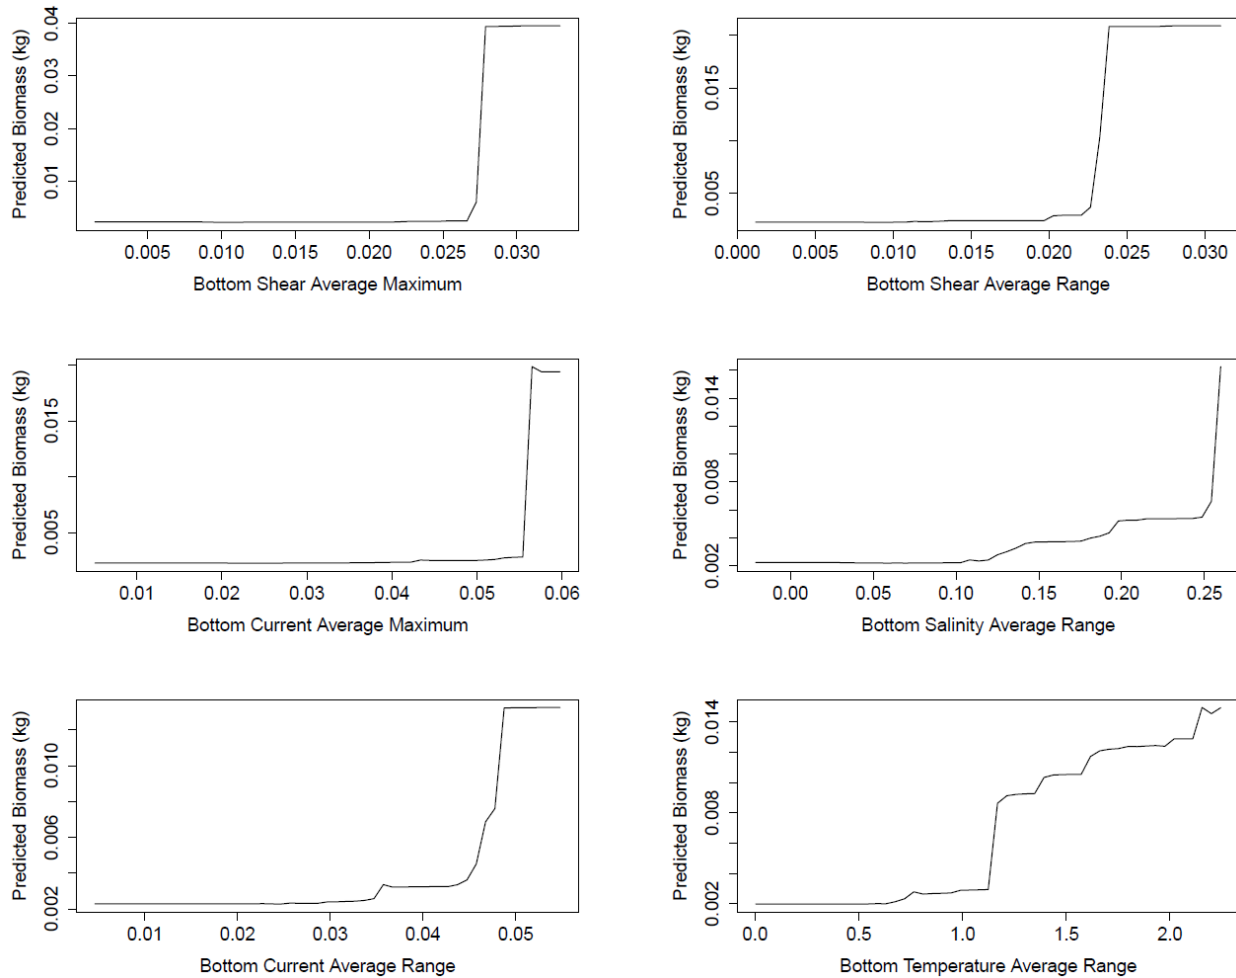 Predicted Biomass (kg)
0.01 0.02 0.03 0.04
0.005 0.010 0.015 0.020 0.025 0.030
Bottom Shear Average Maximum
Predicted Biomass (kg)
0.005 0.015
0.000 0.005 0.010 0.015 0.020 0.025 0.030
Bottom Shear Average Range
Predicted Biomass (kg)
0.005 0.015
0.01 0.02 0.03 0.04 0.05 0.06
Bottom Current Average Maximum
Predicted Biomass (kg)
0.002 0.008 0.014
0.00 0.05 0.10 0.15 0.20 0.25
Bottom Salinity Average Range
Predicted Biomass (kg)
0.002 0.006 0.010
0.01 0.02 0.03 0.04 0.05
Bottom Current Average Range
Predicted Biomass (kg)
0.002 0.008 0.014
0.0 0.5 1.0 1.5 2.0
Bottom Temperature Average Range